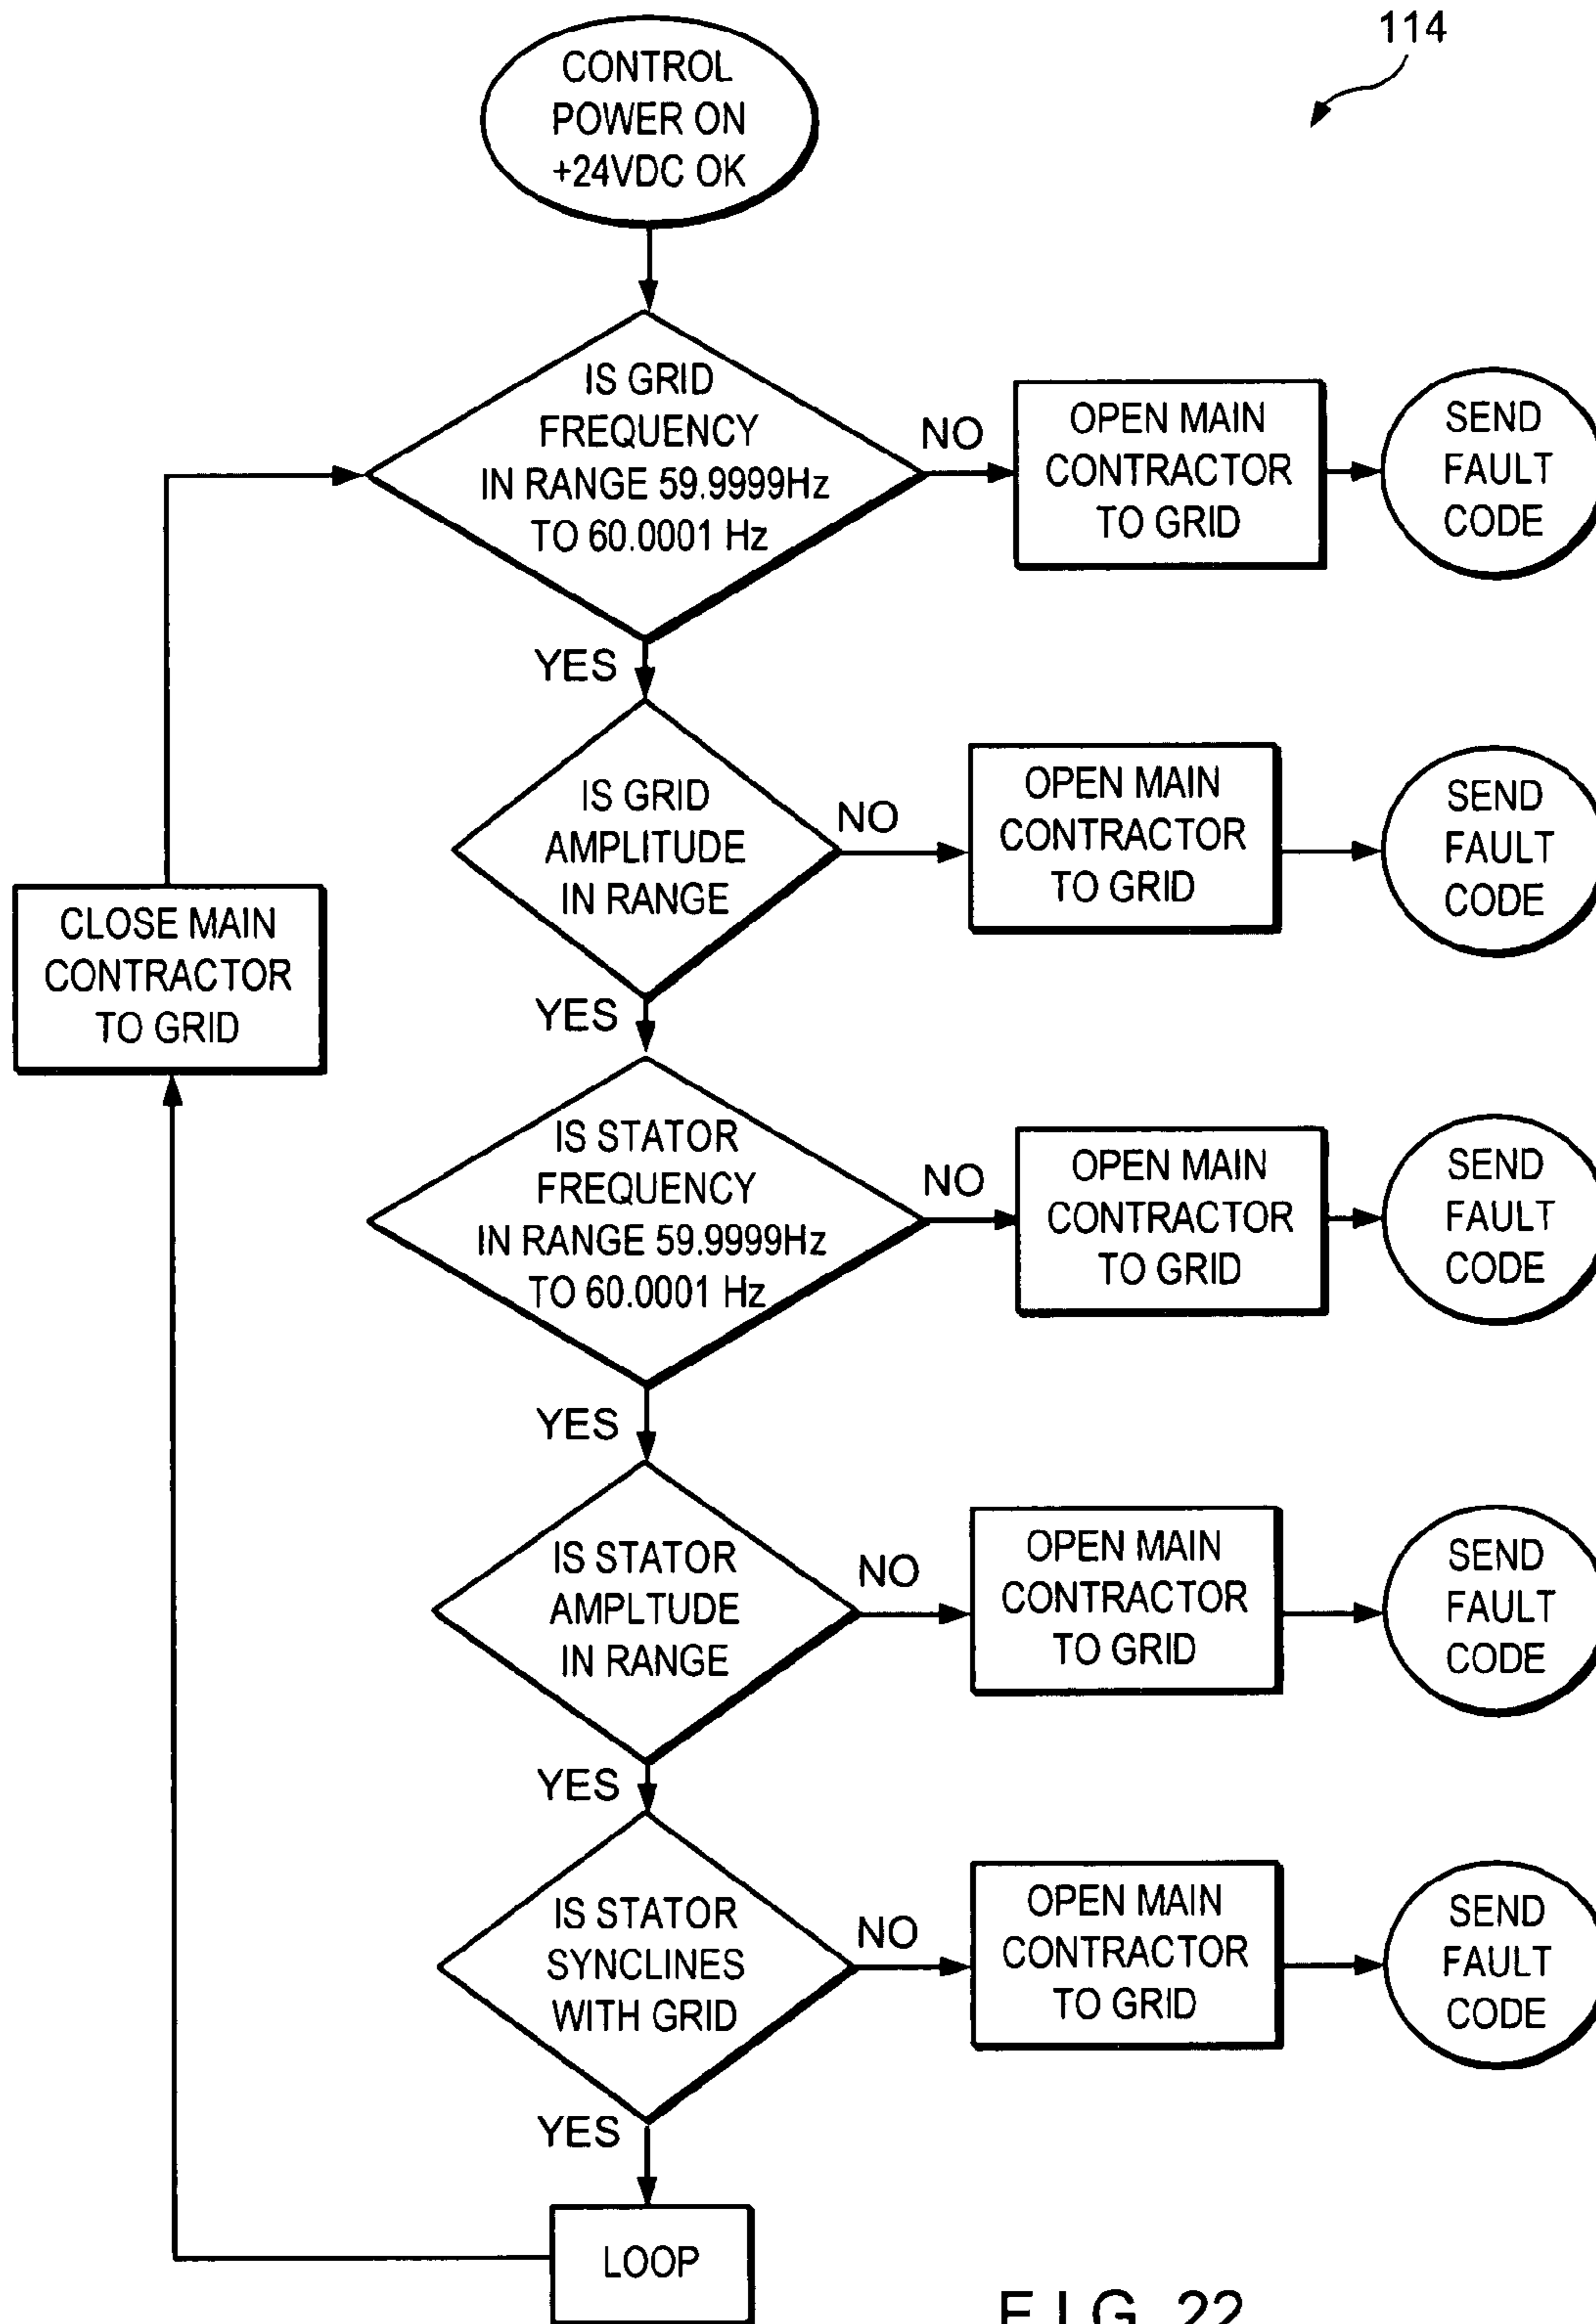 114
CONTROL
POWER ON
+24VDC OK
IS GRID
FREQUENCY
IN RANGE 59.9999Hz
TO 60.0001 Hz
NO
OPEN MAIN
CONTRACTOR
TO GRID
SEND
FAULT
CODE
YES
IS GRID
AMPLITUDE
IN RANGE
NO
OPEN MAIN
CONTRACTOR
TO GRID
SEND
FAULT
CODE
CLOSE MAIN
CONTRACTOR
TO GRID
YES
IS STATOR
FREQUENCY
IN RANGE 59.9999Hz
TO 60.0001 Hz
NO
OPEN MAIN
CONTRACTOR
TO GRID
SEND
FAULT
CODE
YES
IS STATOR
AMPLTUDE
IN RANGE
NO
OPEN MAIN
CONTRACTOR
TO GRID
SEND
FAULT
CODE
YES
IS STATOR
SYNCLINES
WITH GRID
NO
OPEN MAIN
CONTRACTOR
TO GRID
SEND
FAULT
CODE
YES
LOOP
FIG. 22